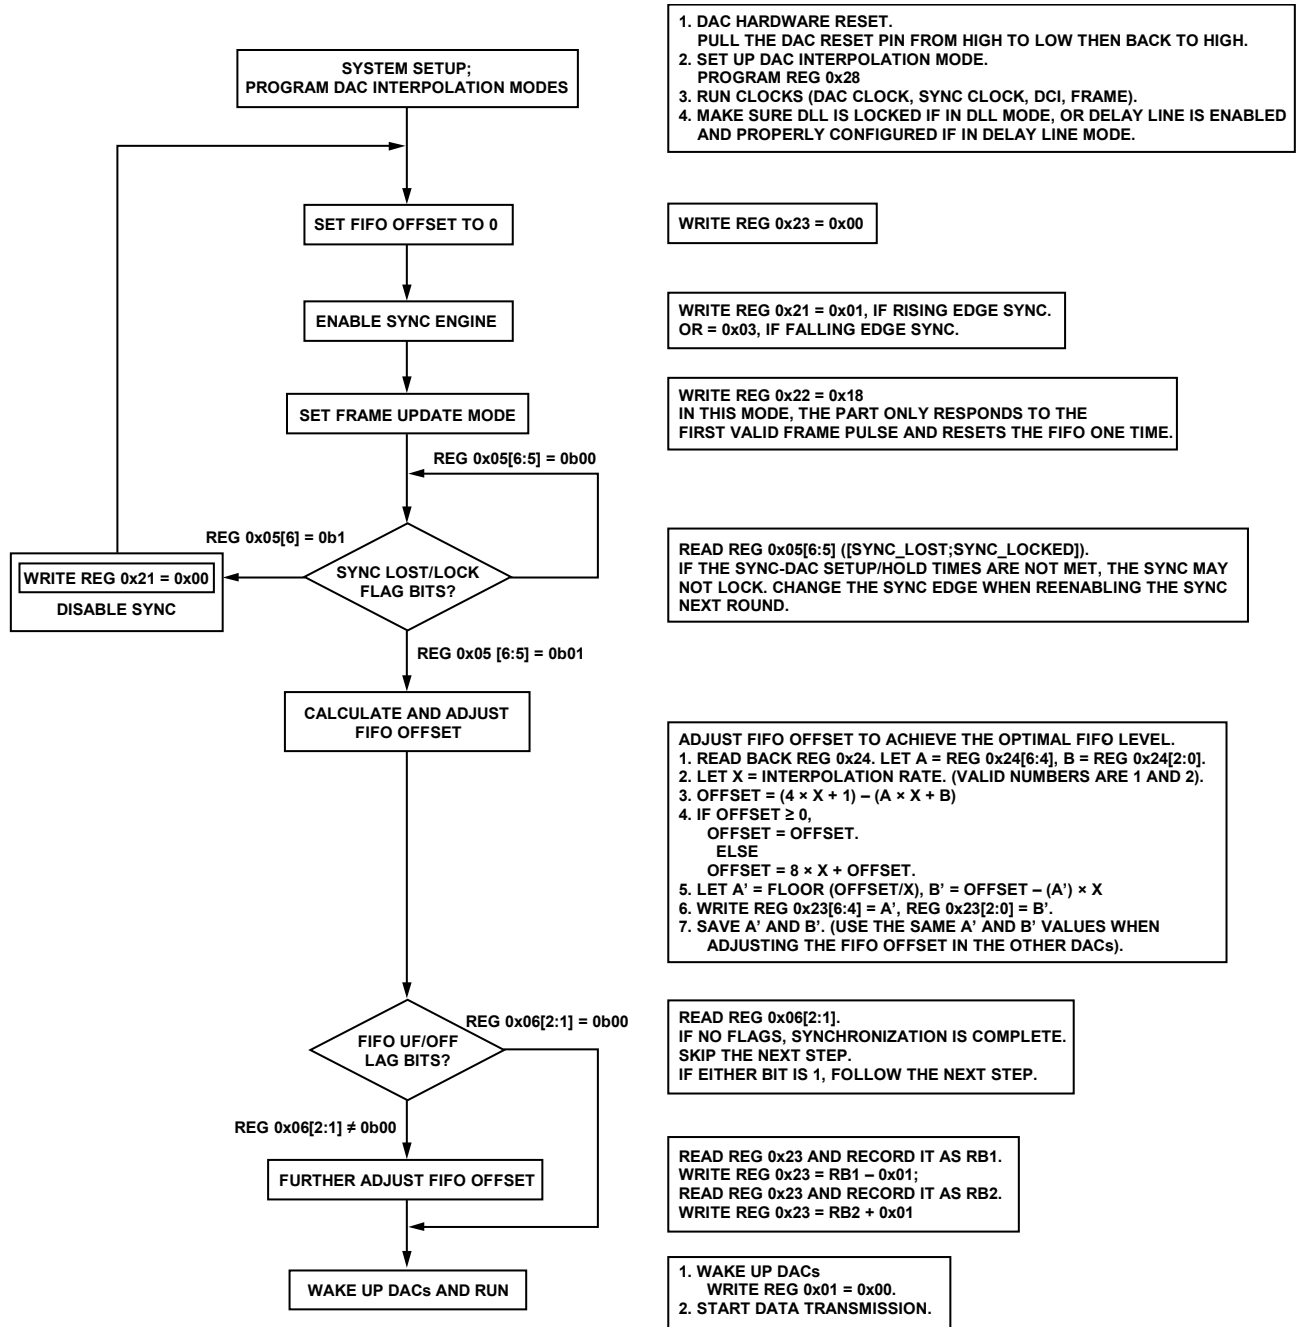 SYSTEM SETUP;
PROGRAM DAC INTERPOLATION MODES
1. DAC HARDWARE RESET.
PULL THE DAC RESET PIN FROM HIGH TO LOW THEN BACK TO HIGH.
2. SET UP DAC INTERPOLATION MODE.
PROGRAM REG 0x28
3. RUN CLOCKS (DAC CLOCK, SYNC CLOCK, DCI, FRAME).
4. MAKE SURE DLL IS LOCKED IF IN DLL MODE, OR DELAY LINE IS ENABLED
AND PROPERLY CONFIGURED IF IN DELAY LINE MODE.
SET FIFO OFFSET TO 0
WRITE REG 0x23 = 0x00
ENABLE SYNC ENGINE
WRITE REG 0x21 = 0x01, IF RISING EDGE SYNC.
OR = 0x03, IF FALLING EDGE SYNC.
SET FRAME UPDATE MODE
WRITE REG 0x22 = 0x18
IN THIS MODE, THE PART ONLY RESPONDS TO THE
FIRST VALID FRAME PULSE AND RESETS THE FIFO ONE TIME.
REG 0x05[6:5] = 0b00
REG 0x05[6] = 0b1
WRITE REG 0x21 = 0x00
DISABLE SYNC
SYNC LOST/LOCK
FLAG BITS?
READ REG 0x05[6:5] ([SYNC_LOST;SYNC_LOCKED]).
IF THE SYNC-DAC SETUP/HOLD TIMES ARE NOT MET, THE SYNC MAY
NOT LOCK. CHANGE THE SYNC EDGE WHEN REENABLING THE SYNC
NEXT ROUND.
REG 0x05 [6:5] = 0b01
CALCULATE AND ADJUST
FIFO OFFSET
ADJUST FIFO OFFSET TO ACHIEVE THE OPTIMAL FIFO LEVEL.
1. READ BACK REG 0x24. LET A = REG 0x24[6:4], B = REG 0x24[2:0].
2. LET X = INTERPOLATION RATE. (VALID NUMBERS ARE 1 AND 2).
3. OFFSET = (4 × X + 1) – (A × X + B)
4. IF OFFSET ≥ 0,
OFFSET = OFFSET.
ELSE
OFFSET = 8 × X + OFFSET.
5. LET A’ = FLOOR (OFFSET/X), B’ = OFFSET – (A’) × X
6. WRITE REG 0x23[6:4] = A’, REG 0x23[2:0] = B’.
7. SAVE A’ AND B’. (USE THE SAME A’ AND B’ VALUES WHEN
ADJUSTING THE FIFO OFFSET IN THE OTHER DACs).
FIFO UF/OFF
LAG BITS?
REG 0x06[2:1] = 0b00
READ REG 0x06[2:1].
IF NO FLAGS, SYNCHRONIZATION IS COMPLETE.
SKIP THE NEXT STEP.
IF EITHER BIT IS 1, FOLLOW THE NEXT STEP.
REG 0x06[2:1] ≠ 0b00
FURTHER ADJUST FIFO OFFSET
READ REG 0x23 AND RECORD IT AS RB1.
WRITE REG 0x23 = RB1 – 0x01;
READ REG 0x23 AND RECORD IT AS RB2.
WRITE REG 0x23 = RB2 + 0x01
WAKE UP DACs AND RUN
1. WAKE UP DACs
WRITE REG 0x01 = 0x00.
2. START DATA TRANSMISSION.